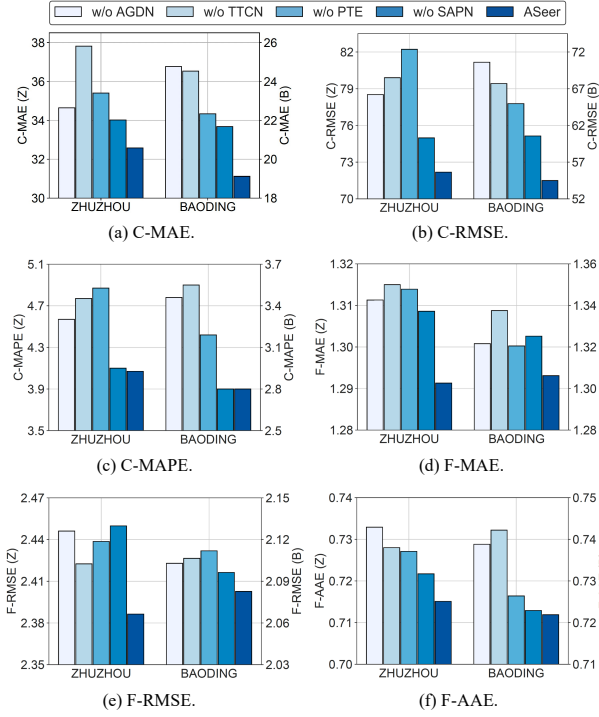 w/o AGDN w/o TTCN w/o PTE w/o SAPN ASeer
38
36
34
32
30
C-MAE (Z)
26
24
22
20
18
C-MAE (B)
ZHUZHOU BAODING
(a) C-MAE.
82
79
76
73
70
C-RMSE (Z)
72
67
62
57
52
C-RMSE (B)
ZHUZHOU BAODING
(b) C-RMSE.
5.1
4.7
4.3
3.9
3.5
C-MAPE (Z)
3.7
3.4
3.1
2.8
2.5
C-MAPE (B)
ZHUZHOU BAODING
(c) C-MAPE.
1.32
1.31
1.30
1.29
1.28
F-MAE (Z)
1.36
1.34
1.32
1.30
1.28
ZHUZHOU BAODING
(d) F-MAE.
2.47
2.44
2.41
2.38
2.35
F-RMSE (Z)
2.15
2.12
2.09
2.06
2.03
F-RMSE (B)
ZHUZHOU BAODING
(e) F-RMSE.
0.74
0.73
0.72
0.71
0.70
F-AAE (Z)
0.75
0.74
0.73
0.72
0.71
ZHUZHOU BAODING
(f) F-AAE.